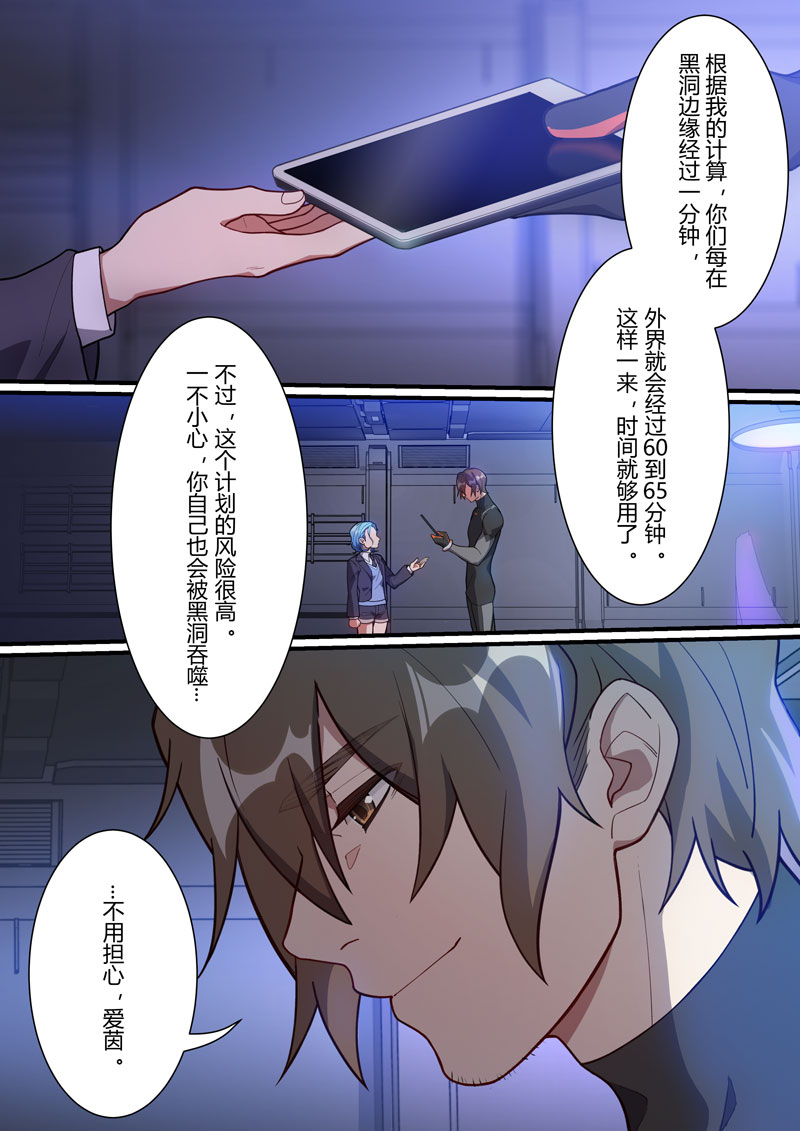 根据我的计算，你们每在
黑洞边缘经过一分钟，
外界就会经过60到65分钟。
这样一来，时间就够用了。
不过，这个计划的风险很高。
一不小心，你自己也会被黑洞吞噬…
…不用担心，爱茵。